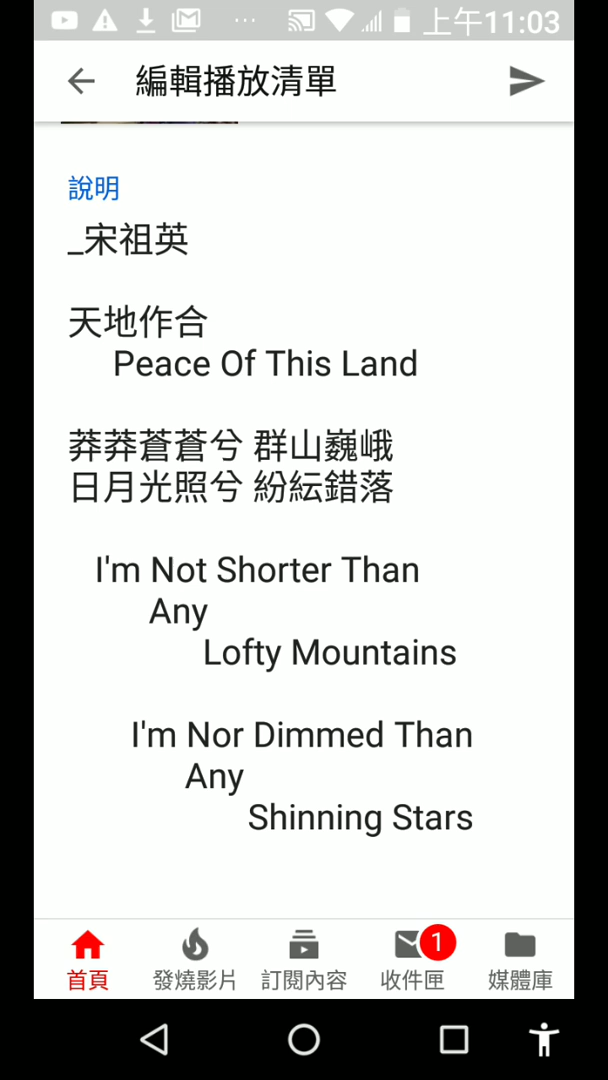 上午11:03
編輯播放清單
說明
_宋祖英
天地作合
Peace Of This Land
莽莽蒼蒼兮 群山巍峨
日月光照兮 紛紜錯落
I'm Not Shorter Than
Any
Lofty Mountains
I'm Nor Dimmed Than
Any
Shinning Stars
1
首頁 發燒影片 訂閱內容 收件匣 媒體庫